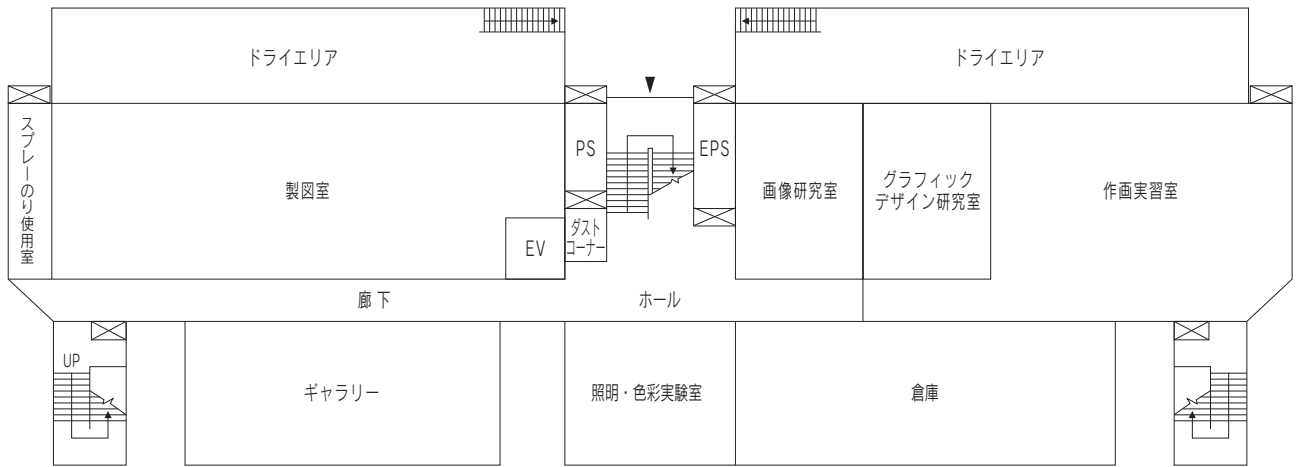 ドライエリア
ドライエリア
スプレーのり使用室
製図室
PS
EPS
画像研究室
グラフィック
デザイン研究室
作画実習室
EV
ダスト
コーナー
廊下
ホール
UP
ギャラリー
照明・色彩実験室
倉庫